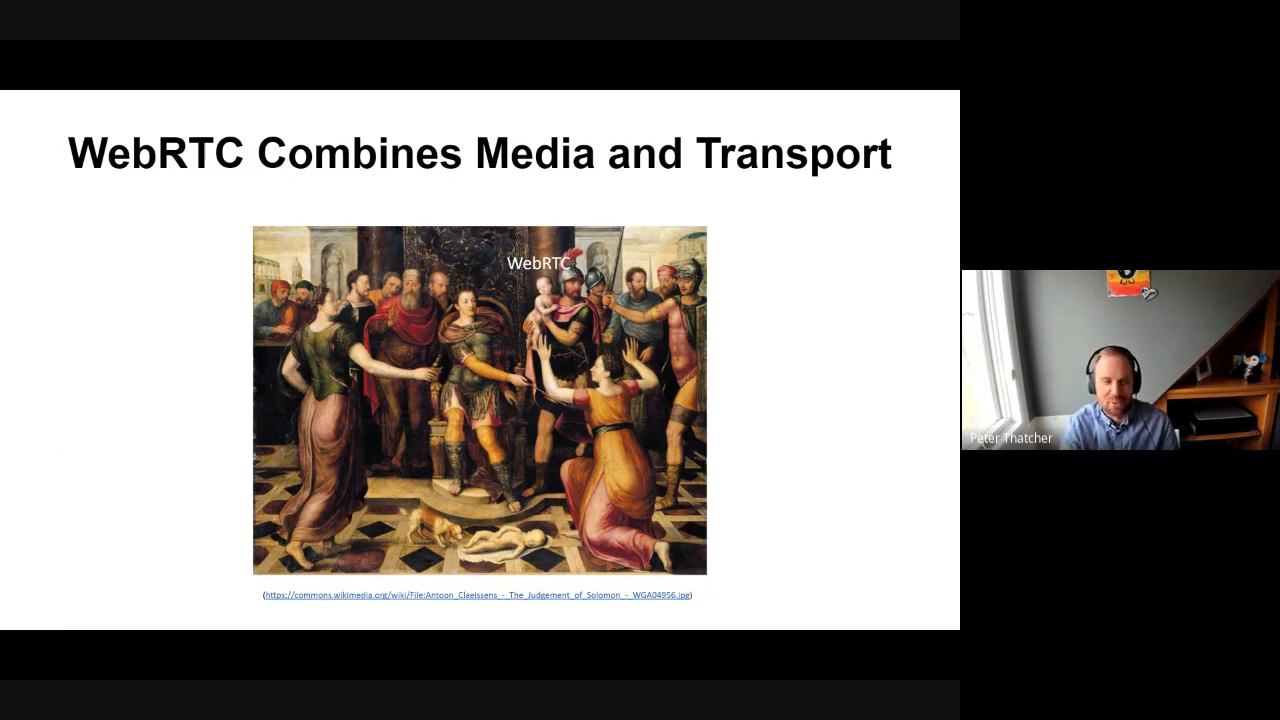 WebRTC Combines Media and Transport
WebRTC
(https://commons.wikimedia.org/wiki/File:Antoon_Claeissens_-_The_Judgement_of_Solomon_-_WGA04956.jpg)
Peter Thatcher